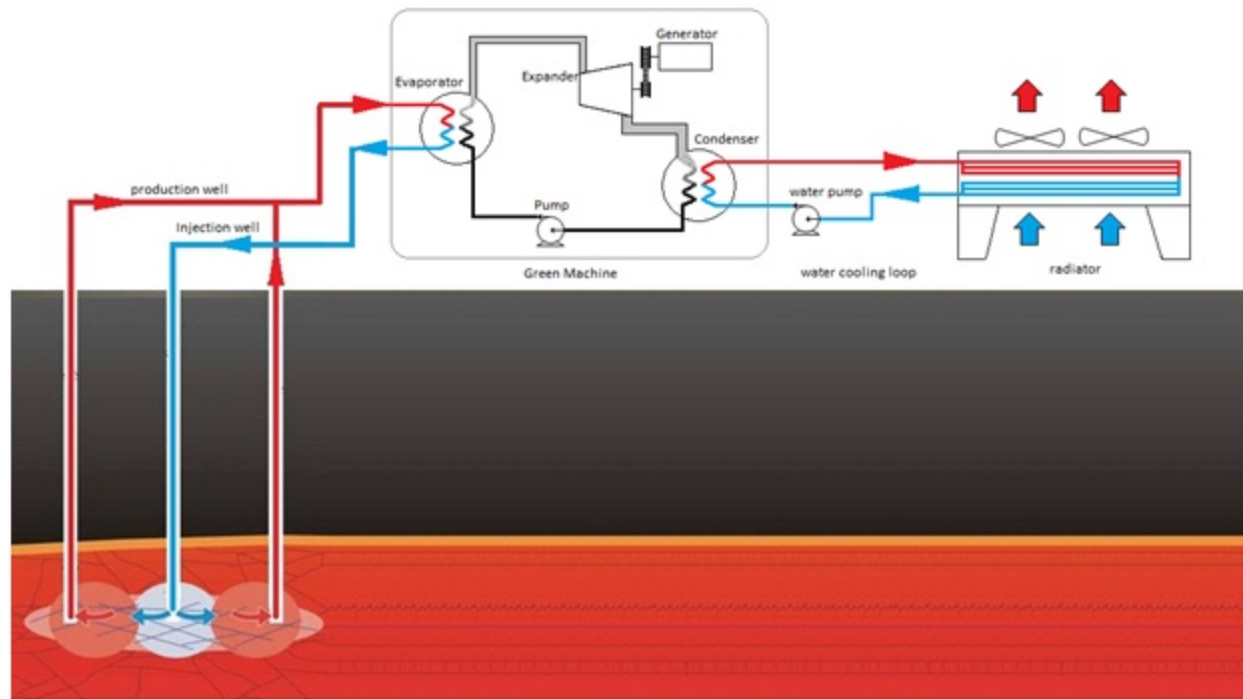 Generator
Expander
Evaporator
Condenser
production well
water pump
Pump
Injection well
Green Machine
water cooling loop
radiator